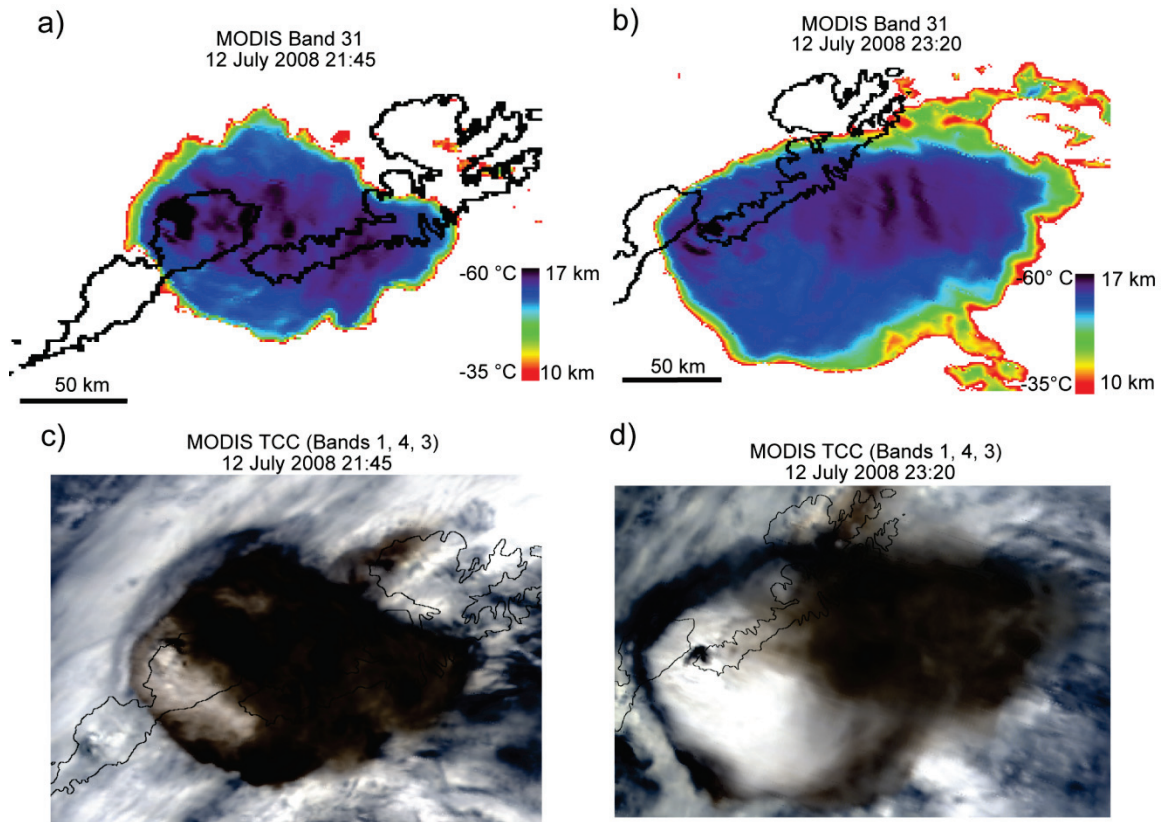 a)
MODIS Band 31
12 July 2008 21:45
-60 °C 17 km
-35 °C 10 km
50 km
b)
MODIS Band 31
12 July 2008 23:20
-60° C 17 km
-35°C 10 km
50 km
c)
MODIS TCC (Bands 1, 4, 3)
12 July 2008 21:45
d)
MODIS TCC (Bands 1, 4, 3)
12 July 2008 23:20